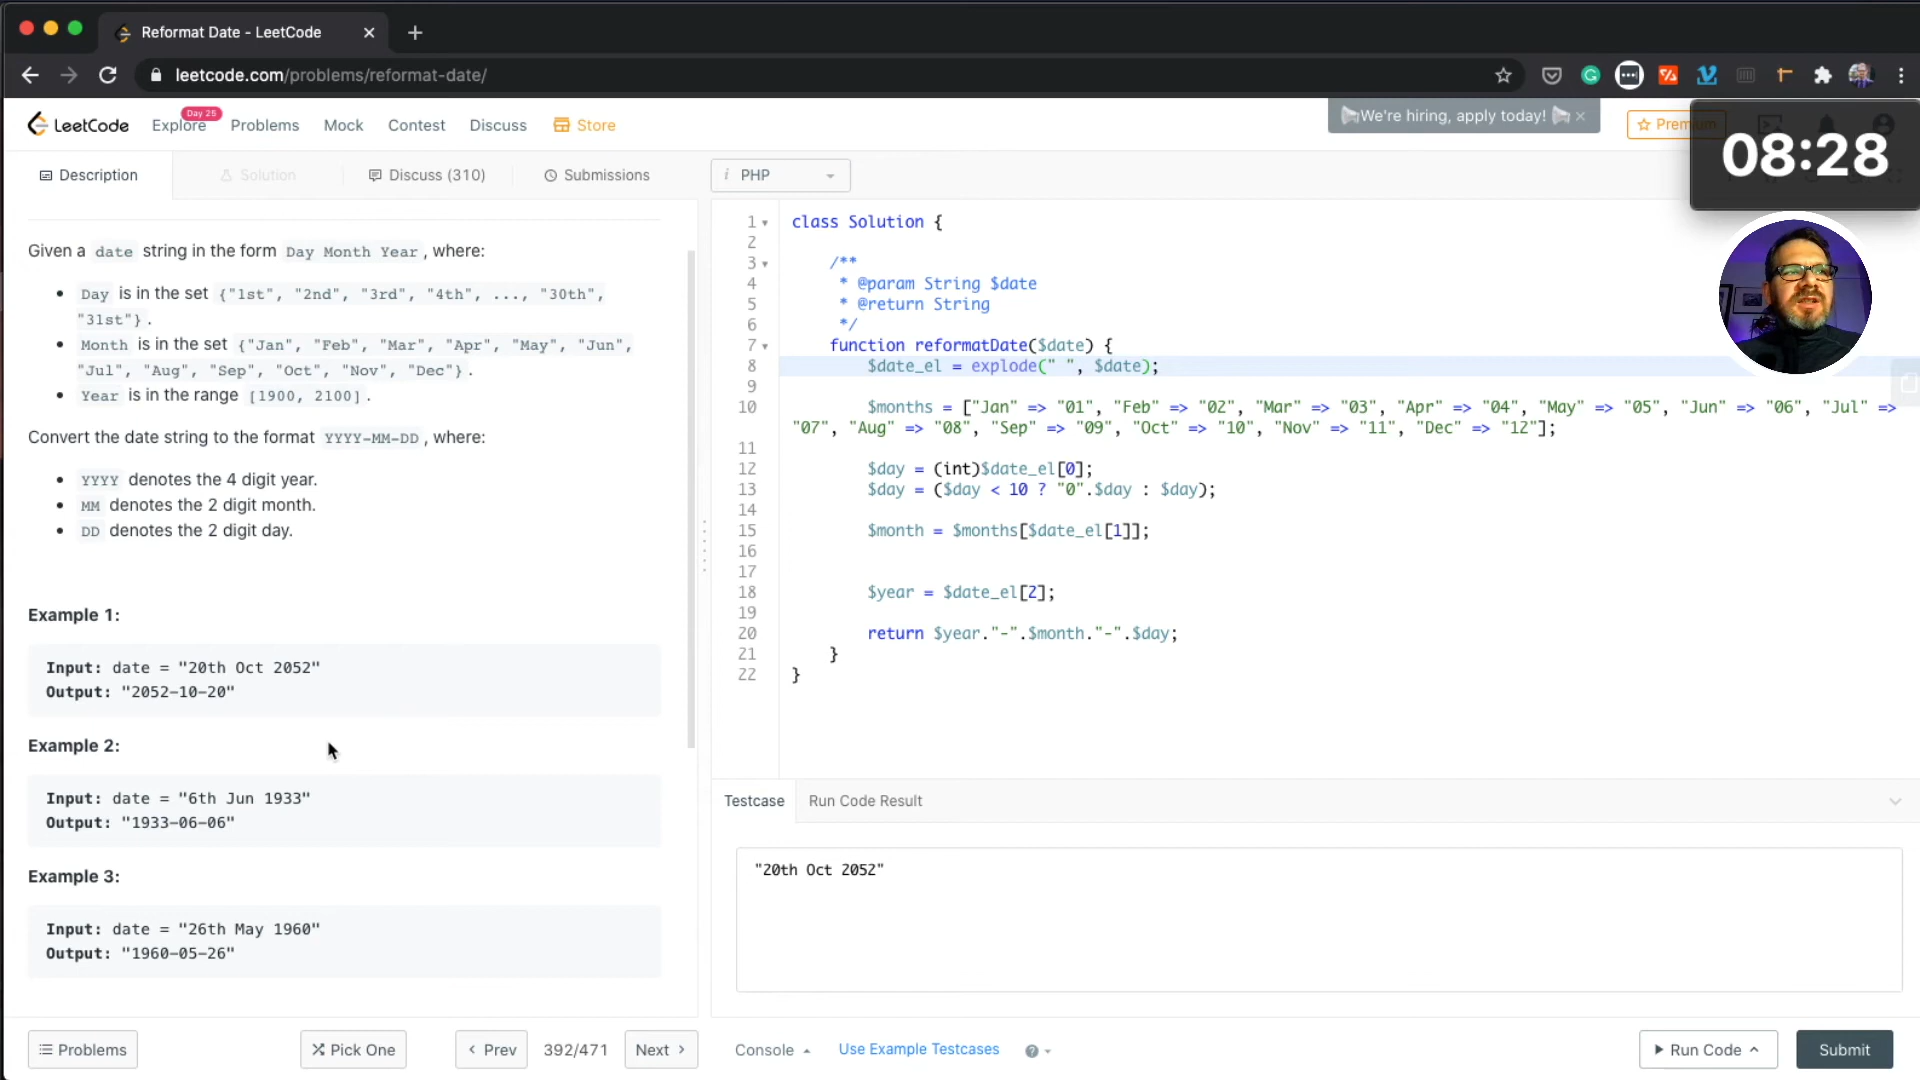 Reformat Date - LeetCode
leetcode.com/problems/reformat-date/
LeetCode
Explore
Day 25
Problems
Mock
Contest
Discuss
Store
We're hiring, apply today!
Premium
08:28
Description
Solution
Discuss (310)
Submissions
i PHP
Given a date string in the form Day Month Year , where:
• Day is in the set {"1st", "2nd", "3rd", "4th", ..., "30th",
"31st"} .
• Month is in the set {"Jan", "Feb", "Mar", "Apr", "May", "Jun",
"Jul", "Aug", "Sep", "Oct", "Nov", "Dec"} .
• Year is in the range [1900, 2100] .
Convert the date string to the format YYYY-MM-DD , where:
• YYYY denotes the 4 digit year.
• MM denotes the 2 digit month.
• DD denotes the 2 digit day.
Example 1:
Input: date = "20th Oct 2052"
Output: "2052-10-20"
Example 2:
Input: date = "6th Jun 1933"
Output: "1933-06-06"
Example 3:
Input: date = "26th May 1960"
Output: "1960-05-26"
Problems
Pick One
Prev
392/471
Next
1 class Solution {
2
3 /**
4 * @param String $date
5 * @return String
6 */
7 function reformatDate($date) {
8 $date_el = explode(" ", $date);
9
10 $months = ["Jan" => "01", "Feb" => "02", "Mar" => "03", "Apr" => "04", "May" => "05", "Jun" => "06", "Jul" =>
"07", "Aug" => "08", "Sep" => "09", "Oct" => "10", "Nov" => "11", "Dec" => "12"];
11
12 $day = (int)$date_el[0];
13 $day = ($day < 10 ? "0".$day : $day);
14
15 $month = $months[$date_el[1]];
16
17
18 $year = $date_el[2];
19
20 return $year."-".$month."-".$day;
21 }
22 }
Testcase
Run Code Result
"20th Oct 2052"
Console
Use Example Testcases
Run Code
Submit